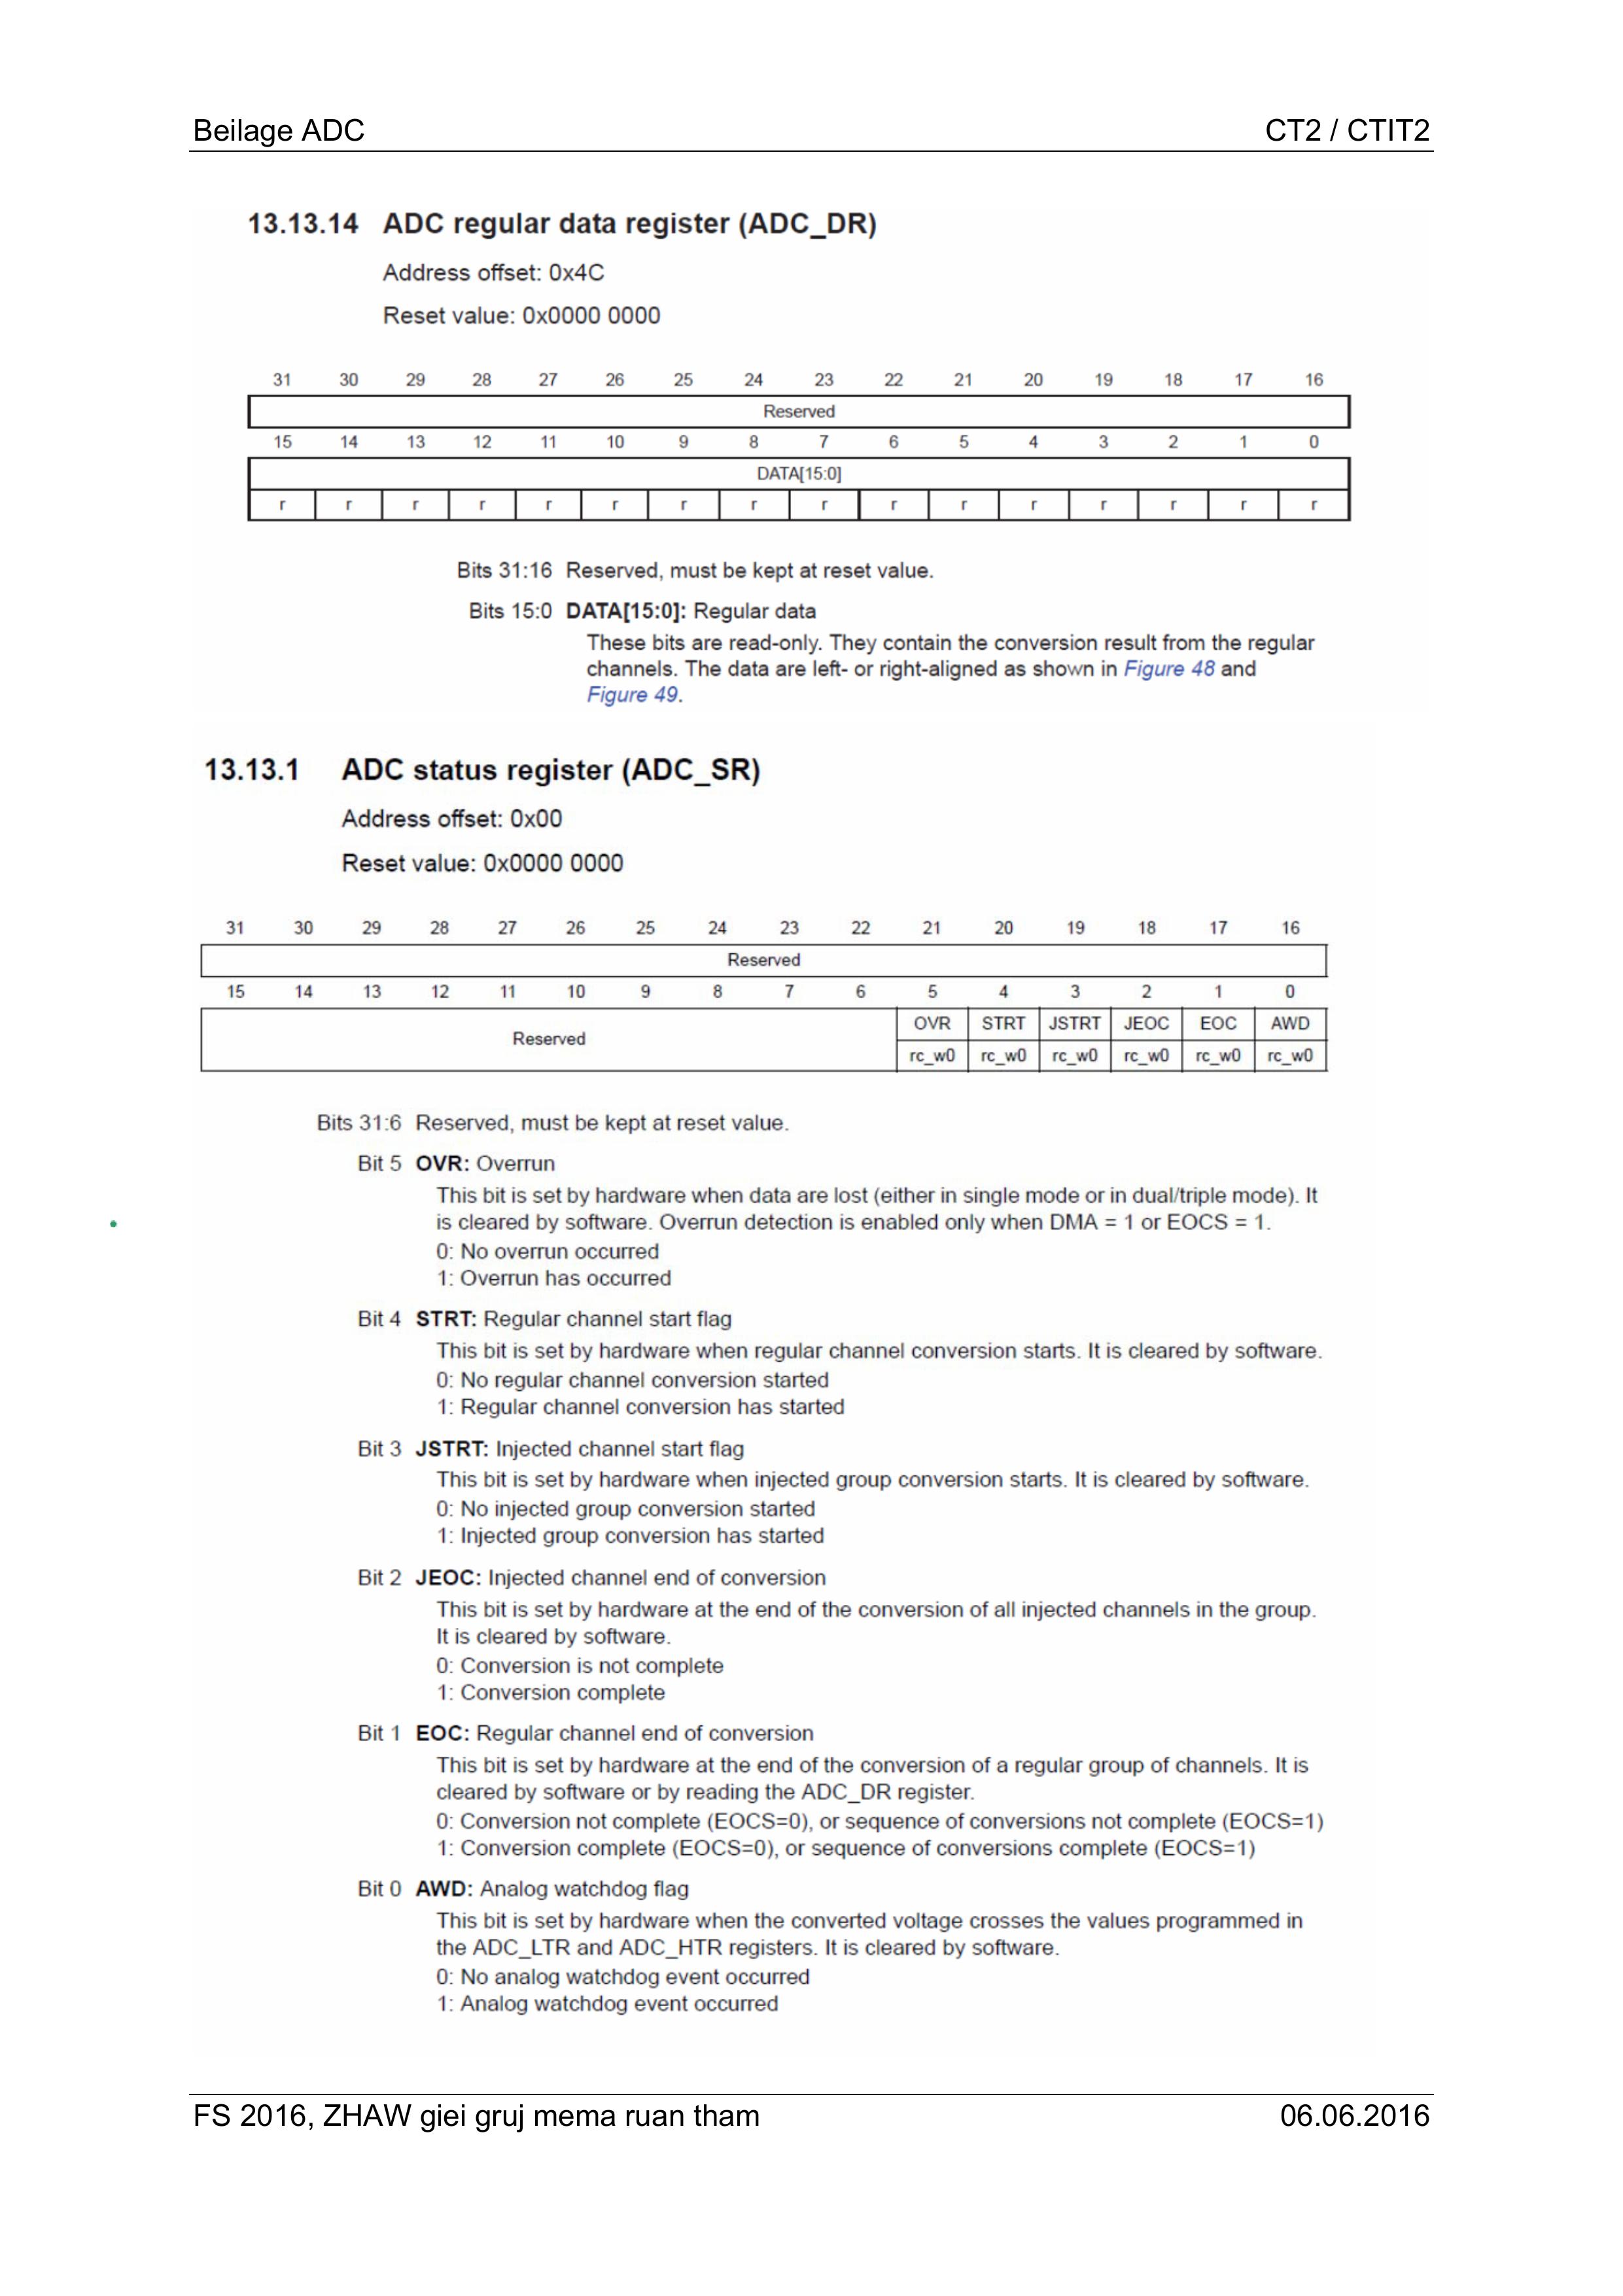 Beilage ADC CT2 / CTIT2
13.13.14 ADC regular data register (ADC_DR)
Address offset: 0x4C
Reset value: 0x0000 0000
31 30 29 28 27 26 25 24 23 22 21 20 19 18 17 16
Reserved
15 14 13 12 11 10 9 8 7 6 5 4 3 2 1 0
DATA[15:0]
r r r r r r r r r r r r r r r r
Bits 31:16 Reserved, must be kept at reset value.
Bits 15:0 DATA[15:0]: Regular data
These bits are read-only. They contain the conversion result from the regular
channels. The data are left- or right-aligned as shown in Figure 48 and
Figure 49.
13.13.1 ADC status register (ADC_SR)
Address offset: 0x00
Reset value: 0x0000 0000
31 30 29 28 27 26 25 24 23 22 21 20 19 18 17 16
Reserved
15 14 13 12 11 10 9 8 7 6 5 4 3 2 1 0
Reserved OVR STRT JSTRT JEOC EOC AWD
rc_w0 rc_w0 rc_w0 rc_w0 rc_w0 rc_w0
Bits 31:6 Reserved, must be kept at reset value.
Bit 5 OVR: Overrun
This bit is set by hardware when data are lost (either in single mode or in dual/triple mode). It
is cleared by software. Overrun detection is enabled only when DMA = 1 or EOCS = 1.
0: No overrun occurred
1: Overrun has occurred
Bit 4 STRT: Regular channel start flag
This bit is set by hardware when regular channel conversion starts. It is cleared by software.
0: No regular channel conversion started
1: Regular channel conversion has started
Bit 3 JSTRT: Injected channel start flag
This bit is set by hardware when injected group conversion starts. It is cleared by software.
0: No injected group conversion started
1: Injected group conversion has started
Bit 2 JEOC: Injected channel end of conversion
This bit is set by hardware at the end of the conversion of all injected channels in the group.
It is cleared by software.
0: Conversion is not complete
1: Conversion complete
Bit 1 EOC: Regular channel end of conversion
This bit is set by hardware at the end of the conversion of a regular group of channels. It is
cleared by software or by reading the ADC_DR register.
0: Conversion not complete (EOCS=0), or sequence of conversions not complete (EOCS=1)
1: Conversion complete (EOCS=0), or sequence of conversions complete (EOCS=1)
Bit 0 AWD: Analog watchdog flag
This bit is set by hardware when the converted voltage crosses the values programmed in
the ADC_LTR and ADC_HTR registers. It is cleared by software.
0: No analog watchdog event occurred
1: Analog watchdog event occurred
FS 2016, ZHAW giei gruj mema ruan tham 06.06.2016